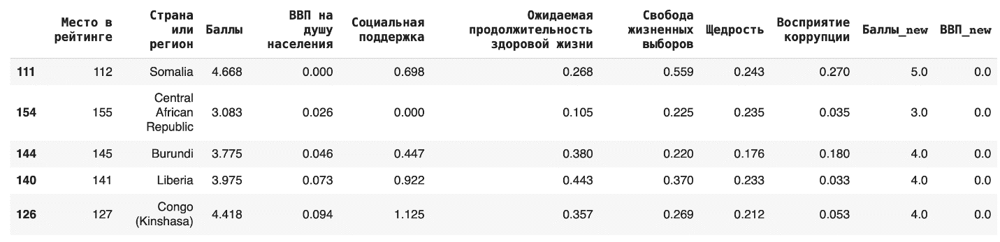 Место в рейтинге Страна или регион Баллы ВВП на душу населения Социальная поддержка Ожидаемая продолжительность здоровой жизни Свобода жизненных выборов Щедрость Восприятие коррупции Баллы_new ВВП_new
111 112 Somalia 4.668 0.000 0.698 0.268 0.559 0.243 0.270 5.0 0.0
154 155 Central African Republic 3.083 0.026 0.000 0.105 0.225 0.235 0.035 3.0 0.0
144 145 Burundi 3.775 0.046 0.447 0.380 0.220 0.176 0.180 4.0 0.0
140 141 Liberia 3.975 0.073 0.922 0.443 0.370 0.233 0.033 4.0 0.0
126 127 Congo (Kinshasa) 4.418 0.094 1.125 0.357 0.269 0.212 0.053 4.0 0.0